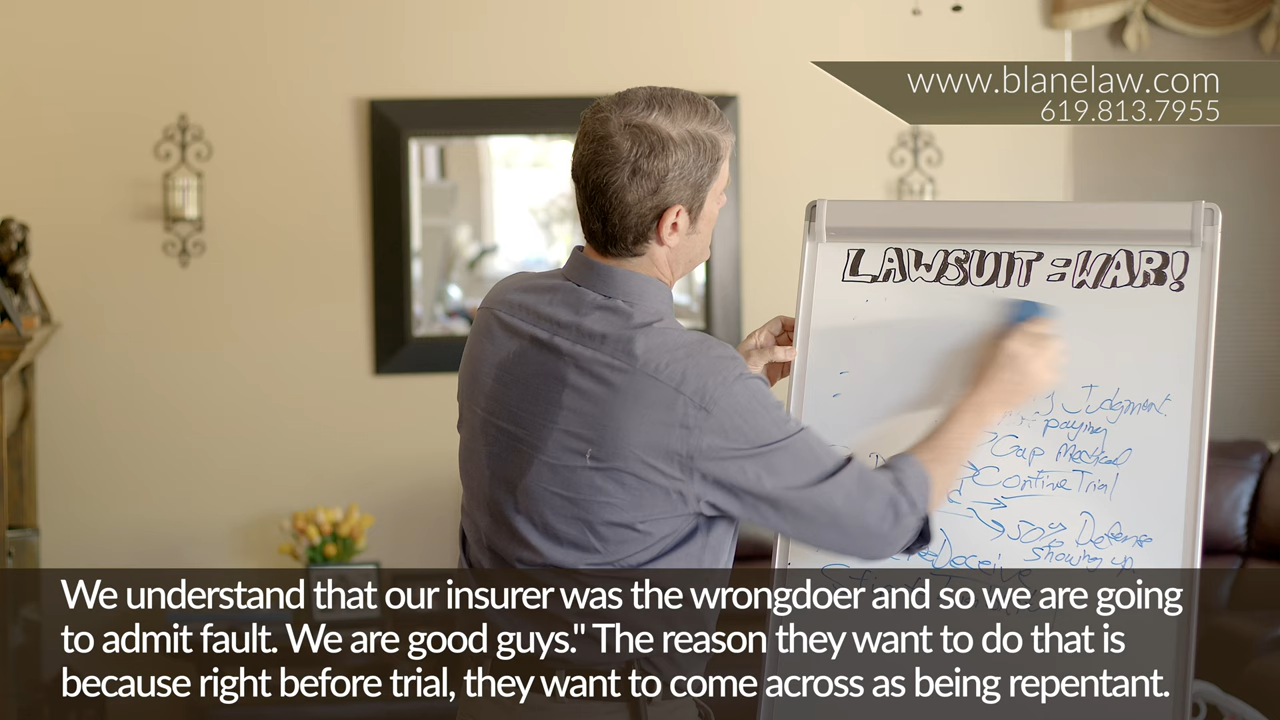 www.blanelaw.com
619.813.7955
LAWSUIT = WAR!
Judgment
paying
Gap Medical
Continue Trial
50% Defense
Deceive showing up
We understand that our insurer was the wrongdoer and so we are going
to admit fault. We are good guys." The reason they want to do that is
because right before trial, they want to come across as being repentant.